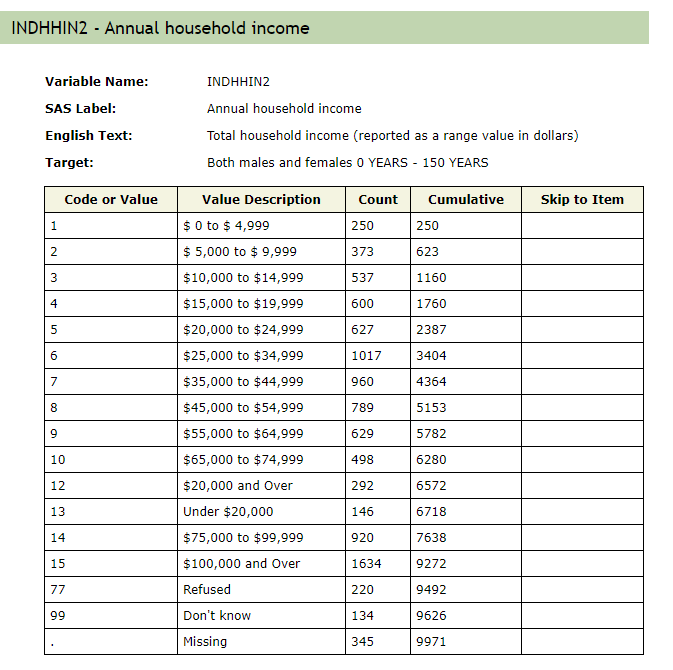 INDHHIN2 - Annual household income
Variable Name: INDHHIN2
SAS Label: Annual household income
English Text: Total household income (reported as a range value in dollars)
Target: Both males and females 0 YEARS - 150 YEARS
Code or Value Value Description Count Cumulative Skip to Item
1 $ 0 to $ 4,999 250 250
2 $ 5,000 to $ 9,999 373 623
3 $10,000 to $14,999 537 1160
4 $15,000 to $19,999 600 1760
5 $20,000 to $24,999 627 2387
6 $25,000 to $34,999 1017 3404
7 $35,000 to $44,999 960 4364
8 $45,000 to $54,999 789 5153
9 $55,000 to $64,999 629 5782
10 $65,000 to $74,999 498 6280
12 $20,000 and Over 292 6572
13 Under $20,000 146 6718
14 $75,000 to $99,999 920 7638
15 $100,000 and Over 1634 9272
77 Refused 220 9492
99 Don't know 134 9626
. Missing 345 9971